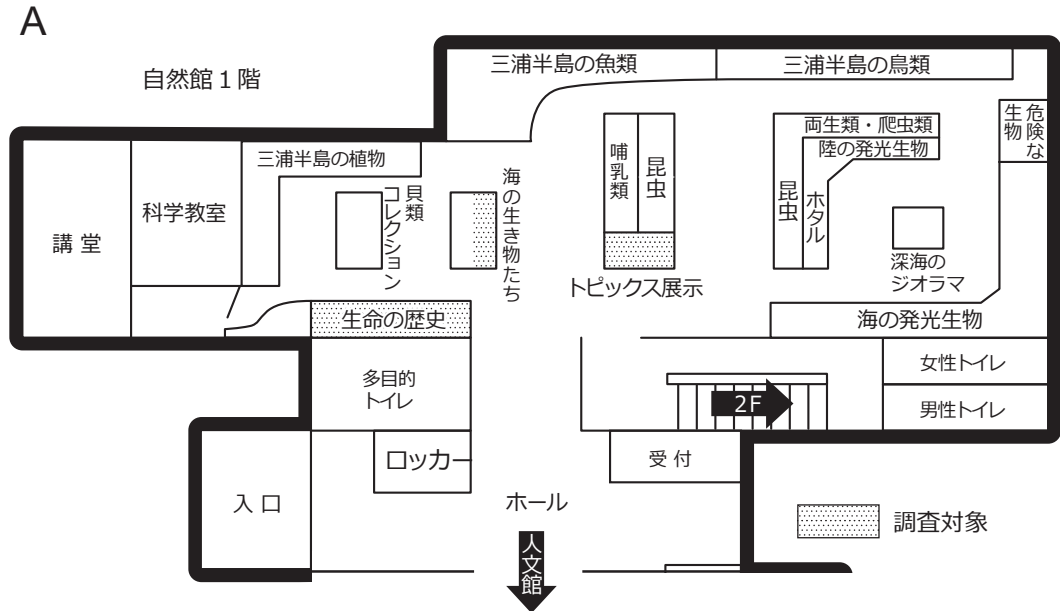 A
自然館１階
三浦半島の魚類
三浦半島の鳥類
危険な
生物
両生類・爬虫類
陸の発光生物
哺乳類
昆虫
昆虫
ホタル
三浦半島の植物
貝類
コレクション
海の生き物たち
科学教室
講堂
深海の
ジオラマ
トピックス展示
生命の歴史
海の発光生物
多目的
トイレ
女性トイレ
2F
男性トイレ
ロッカー
受付
入口
ホール
調査対象
人文館